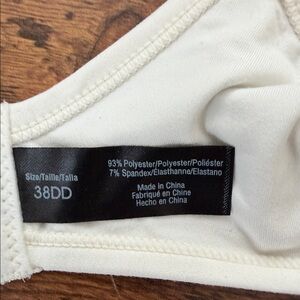 Size/Taille/Talla
38DD
93% Polyester/Polyester/Poliéster
7% Spandex/Élasthanne/Elastano
Made in China
Fabriqué en Chine
Hecho en China